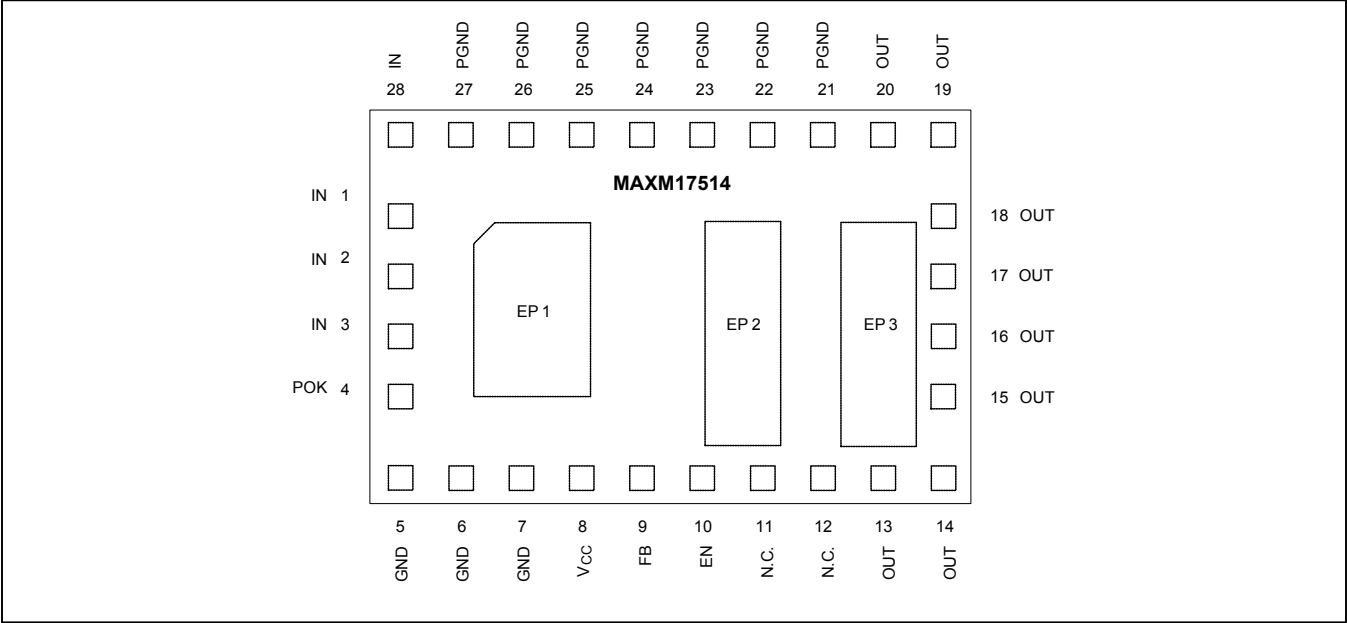 IN PGND PGND PGND PGND PGND PGND PGND OUT OUT
28 27 26 25 24 23 22 21 20 19
MAXM17514
IN 1
18 OUT
IN 2
17 OUT
EP 1
EP 2
EP 3
IN 3
16 OUT
POK 4
15 OUT
5 6 7 8 9 10 11 12 13 14
GND GND GND VCC FB EN N.C. N.C. OUT OUT